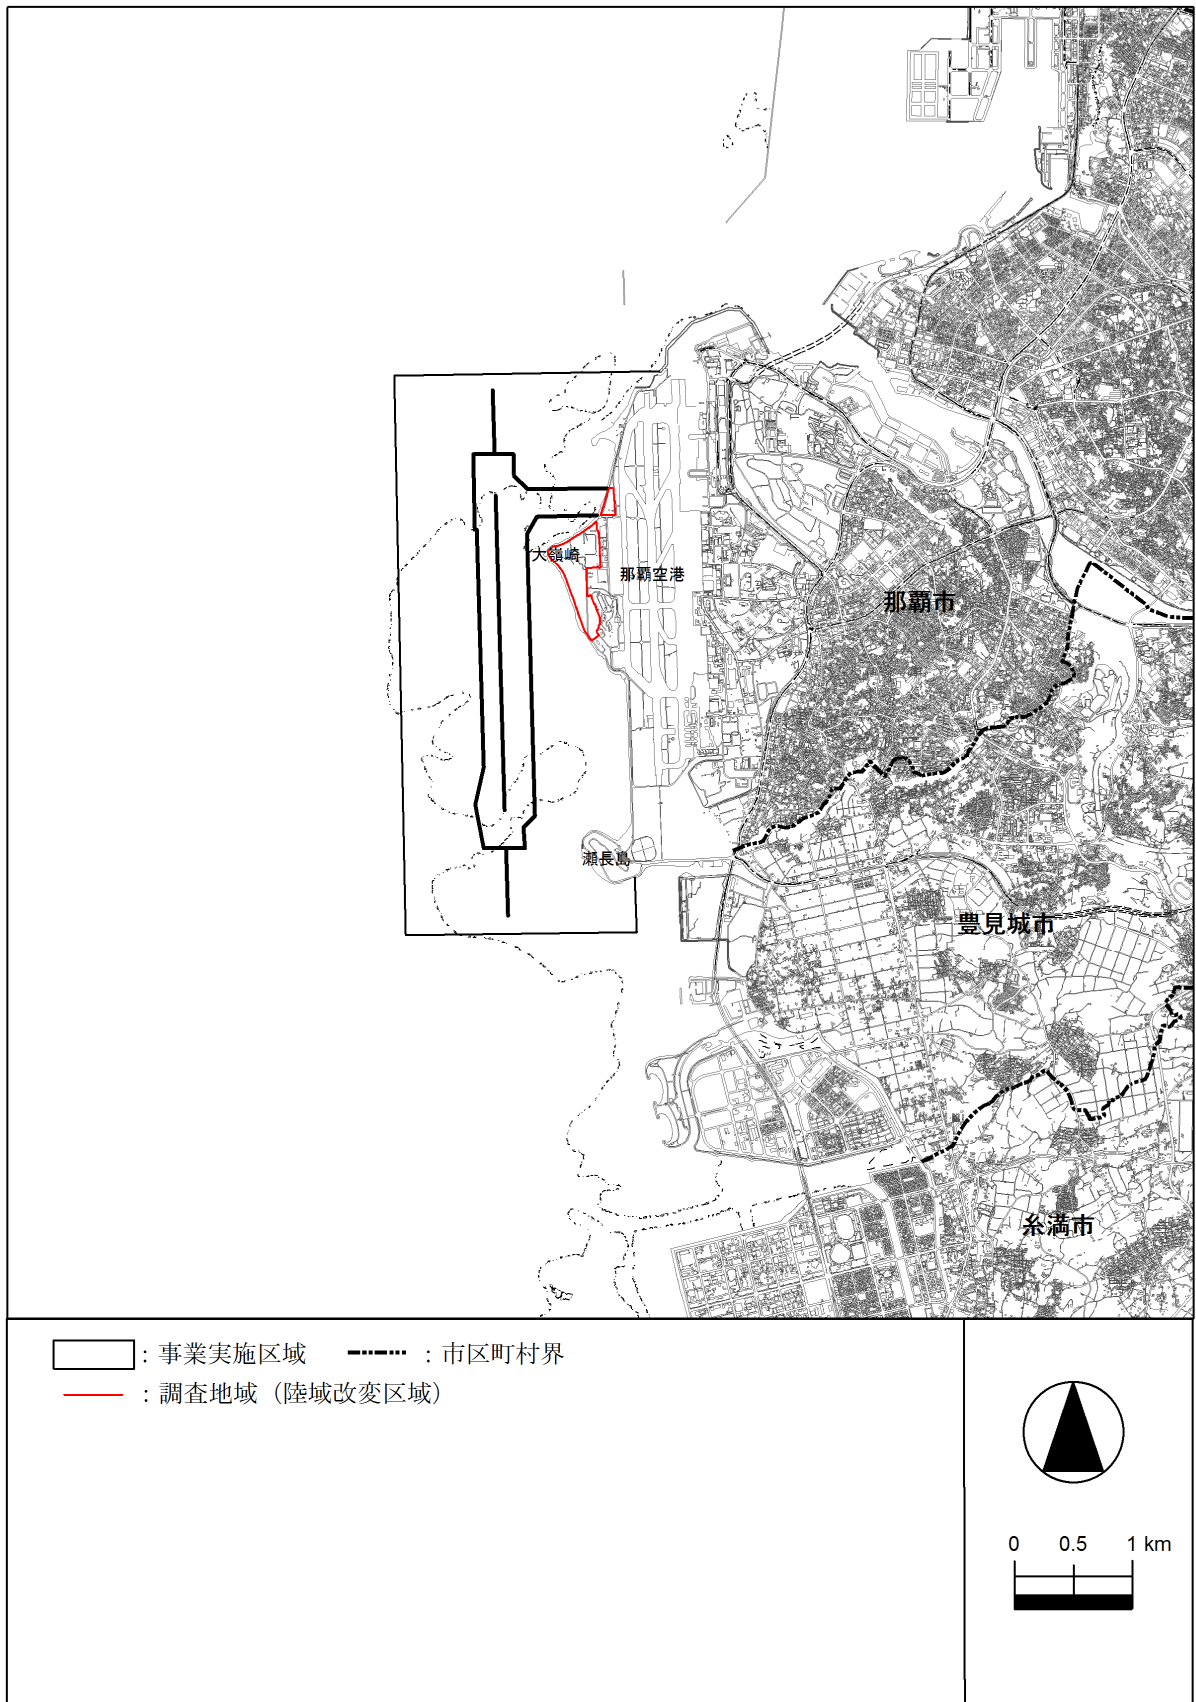 大嶺崎
那覇空港
那覇市
瀬長島
豊見城市
糸満市
：事業実施区域 ：市区町村界
：調査地域（陸域改変区域）
0 0.5 1 km